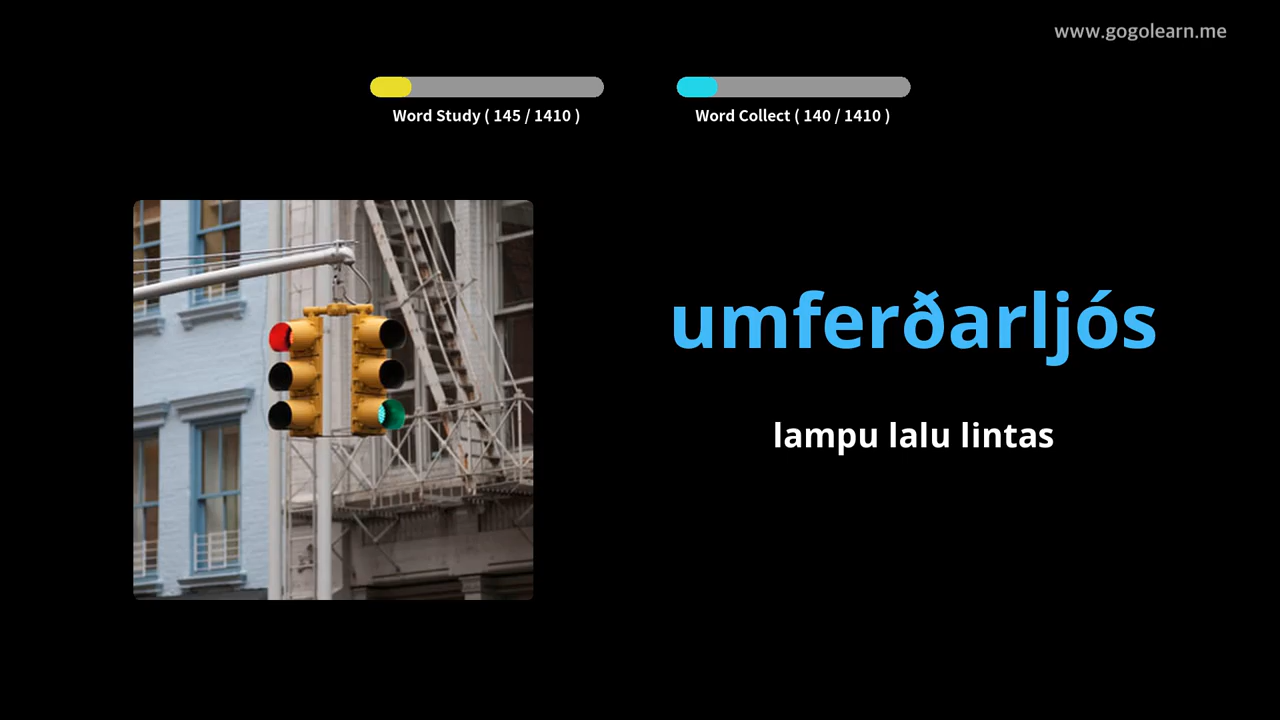 www.gogolearn.me
Word Study ( 145 / 1410 )
Word Collect ( 140 / 1410 )
umferðarljós
lampu lalu lintas